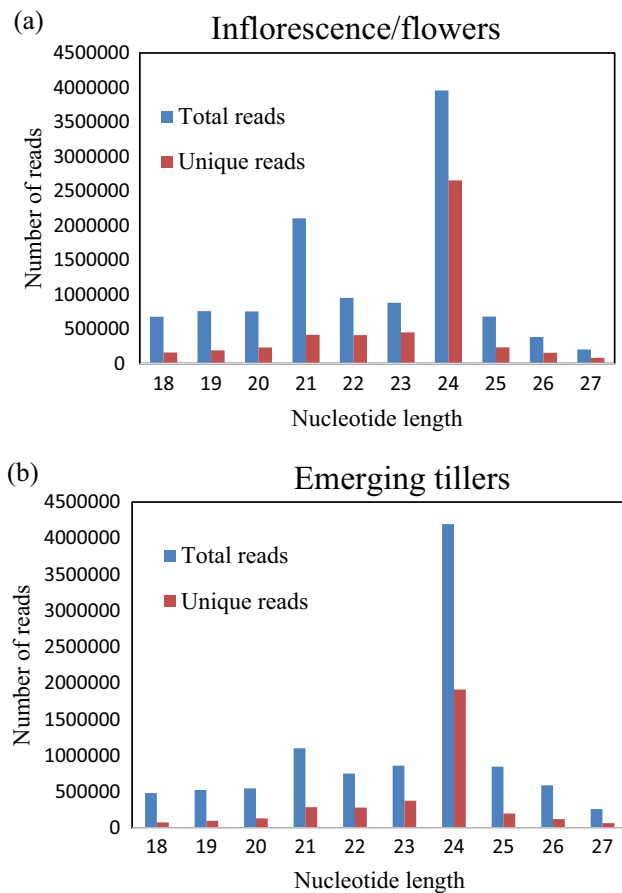 (a)
Inflorescence/flowers
4500000
4000000
3500000
3000000
2500000
2000000
1500000
1000000
500000
0
Number of reads
Total reads
Unique reads
18 19 20 21 22 23 24 25 26 27
Nucleotide length
(b)
Emerging tillers
4500000
4000000
3500000
3000000
2500000
2000000
1500000
1000000
500000
0
Number of reads
Total reads
Unique reads
18 19 20 21 22 23 24 25 26 27
Nucleotide length